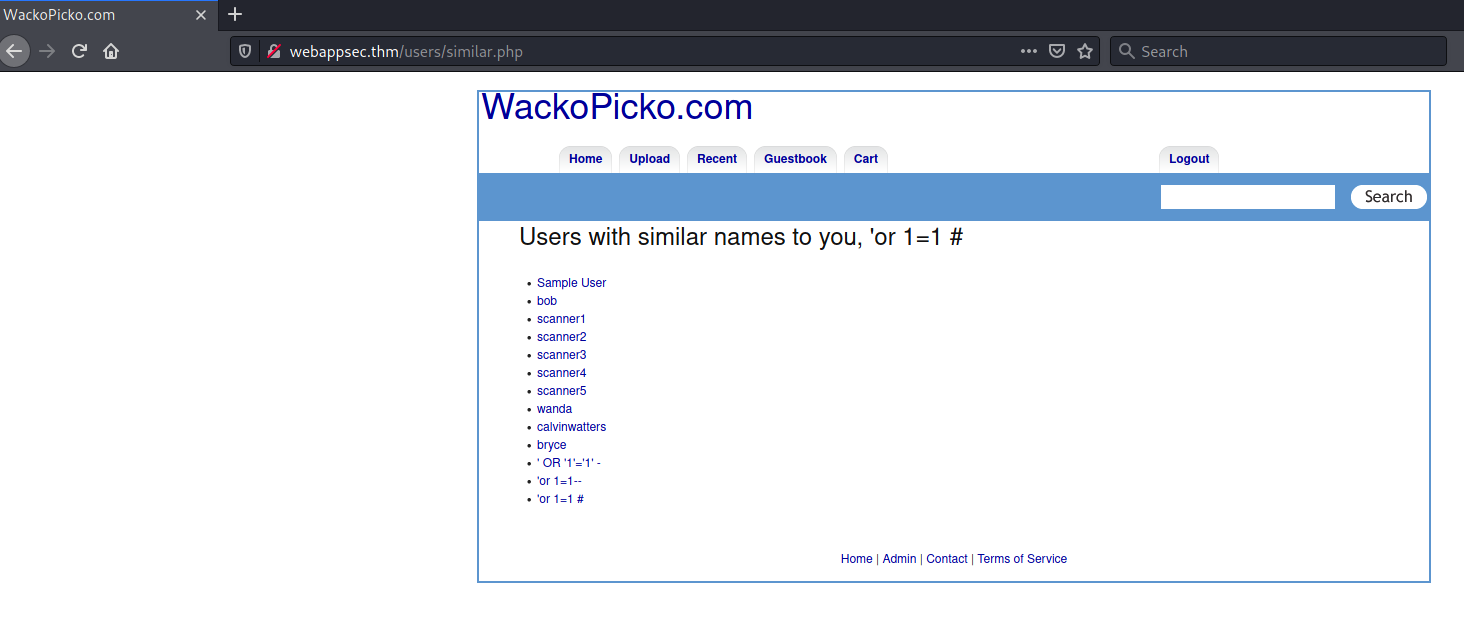 WackoPicko.com
webappsec.thm/users/similar.php
Search
WackoPicko.com
Home Upload Recent Guestbook Cart Logout
Search
Users with similar names to you, 'or 1=1 #
Sample User
bob
scanner1
scanner2
scanner3
scanner4
scanner5
wanda
calvinwatters
bryce
' OR '1'='1' -
'or 1=1--
'or 1=1 #
Home | Admin | Contact | Terms of Service